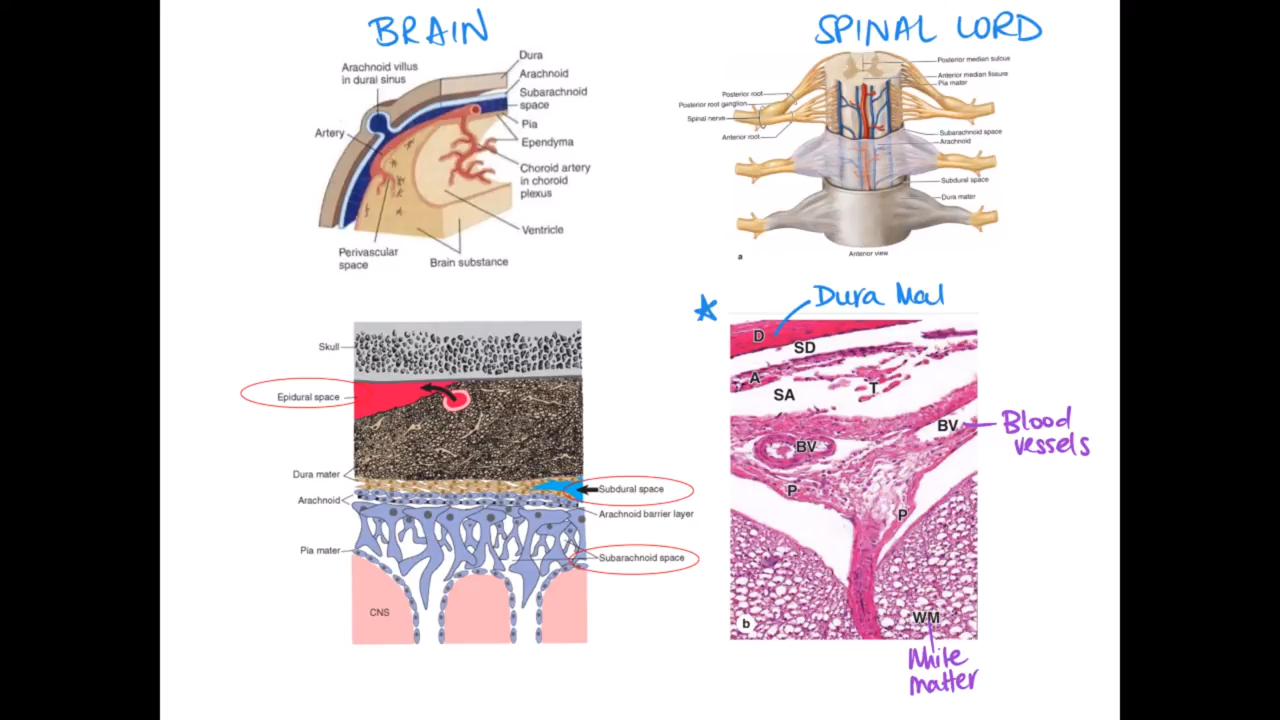 BRAIN
Dura
Arachnoid villus
in dural sinus
Arachnoid
Subarachnoid
space
Artery
Pia
Ependyma
Choroid artery
in choroid
plexus
Ventricle
Perivascular
space
Brain substance
SPINAL LORD
Posterior median sulcus
Anterior median fissure
Pia mater
Posterior root
Posterior root ganglion
Spinal nerve
Anterior root
Subarachnoid space
Arachnoid
Subdural space
Dura mater
a
Anterior view
Skull
Epidural space
Dura mater
Subdural space
Arachnoid
Arachnoid barrier layer
Pia mater
Subarachnoid space
CNS
Dura Mal
D
SD
A
T
SA
BV
Blood
vessels
BV
P
P
WM
b
White
matter